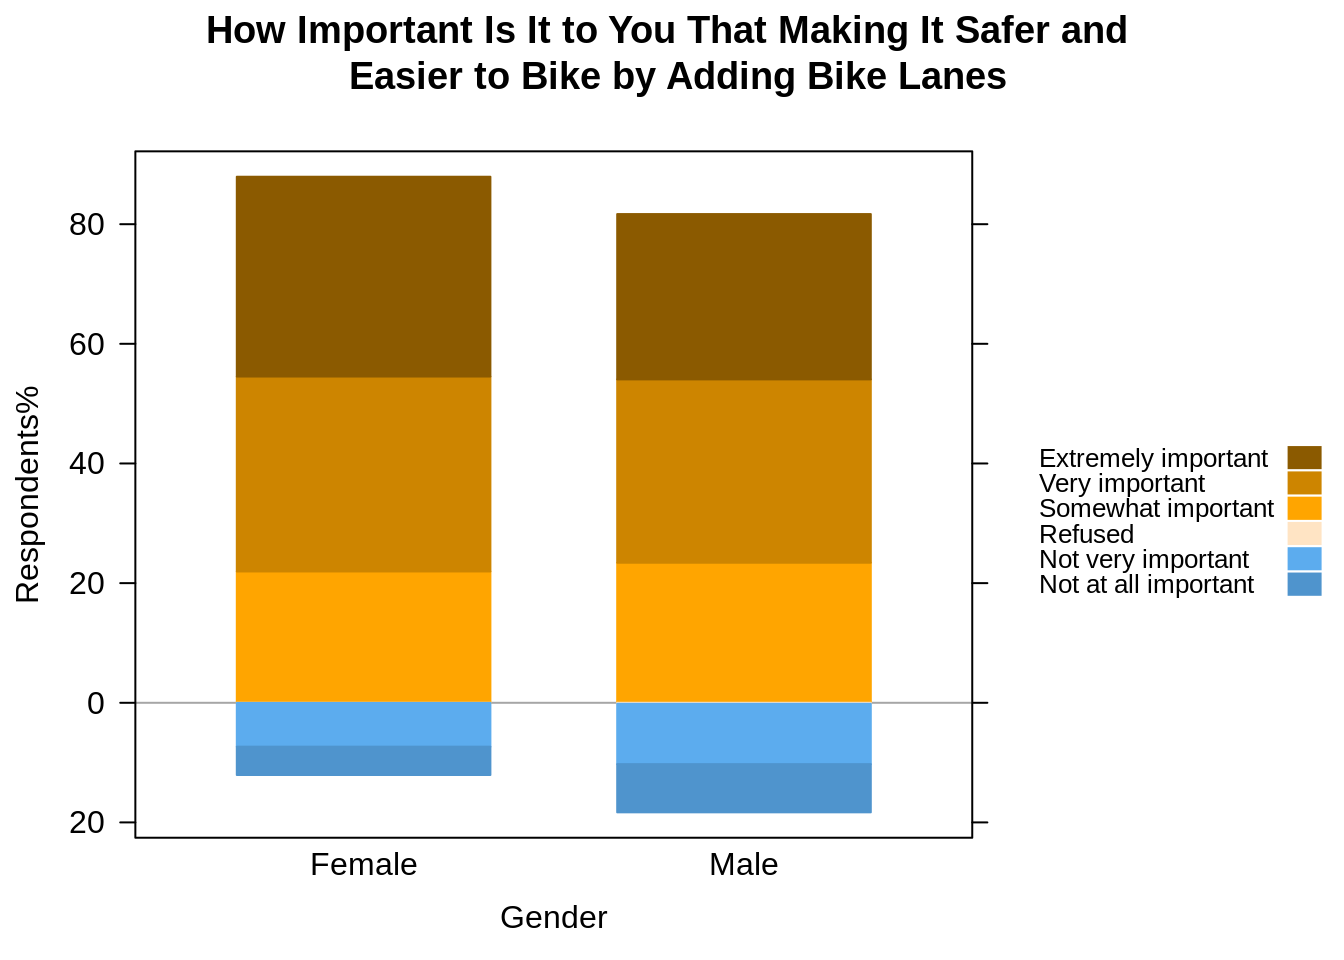 How Important Is It to You That Making It Safer and
Easier to Bike by Adding Bike Lanes
80
60
40
20
0
20
Respondents%
Female
Male
Gender
Extremely important
Very important
Somewhat important
Refused
Not very important
Not at all important